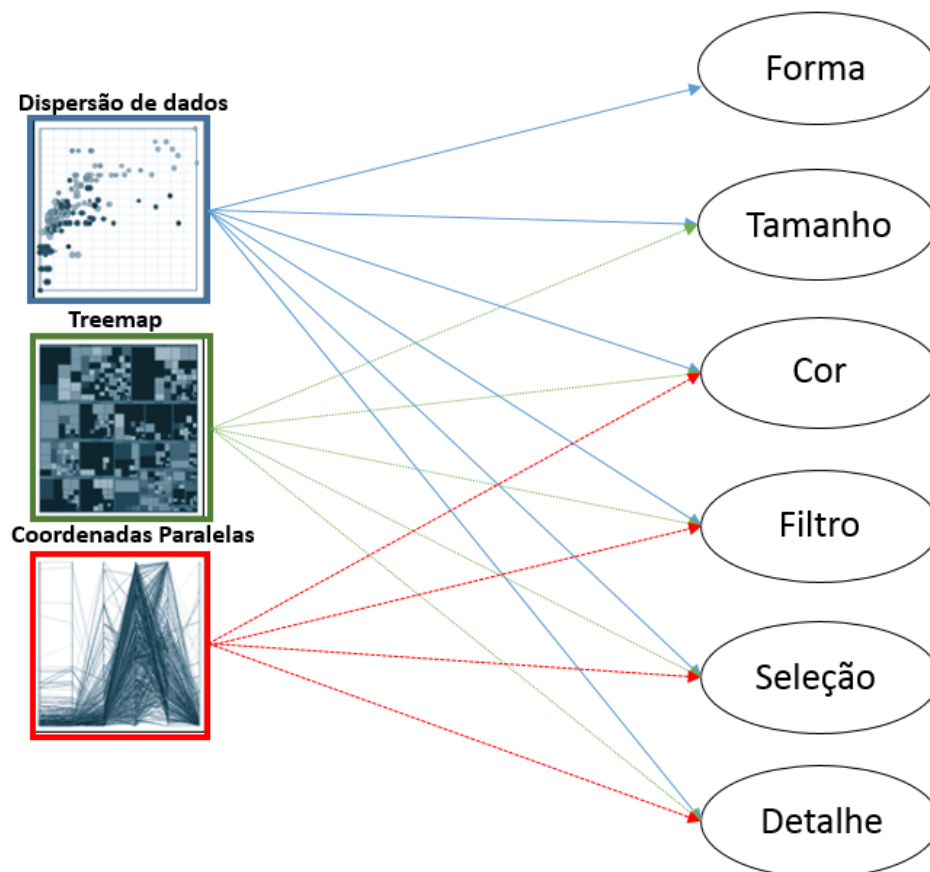 Dispersão de dados
Treemap
Coordenadas Paralelas
Forma
Tamanho
Cor
Filtro
Seleção
Detalhe